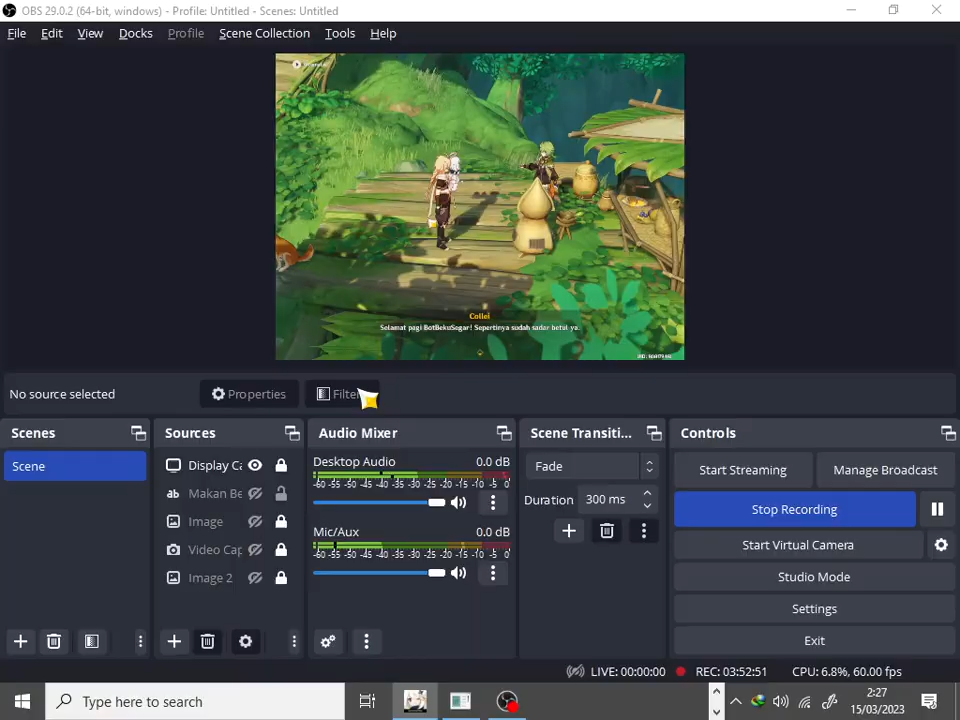 OBS 29.0.2 (64-bit, windows) - Profile: Untitled - Scenes: Untitled
File Edit View Docks Profile Scene Collection Tools Help
Collei
Selamat pagi BotBekuSegar! Sepertinya sudah sadar betul ya.
No source selected
Properties
Filte
Scenes
Scene
Sources
Display Ca
Makan Be
Image
Video Cap
Image 2
Audio Mixer
Desktop Audio 0.0 dB
-60 -55 -50 -45 -40 -35 -30 -25 -20 -15 -10 -5 0
Mic/Aux 0.0 dB
-60 -55 -50 -45 -40 -35 -30 -25 -20 -15 -10 -5 0
Scene Transiti...
Fade
Duration 300 ms
Controls
Start Streaming
Manage Broadcast
Stop Recording
Start Virtual Camera
Studio Mode
Settings
Exit
LIVE: 00:00:00 REC: 03:52:51 CPU: 6.8%, 60.00 fps
Type here to search
2:27
15/03/2023